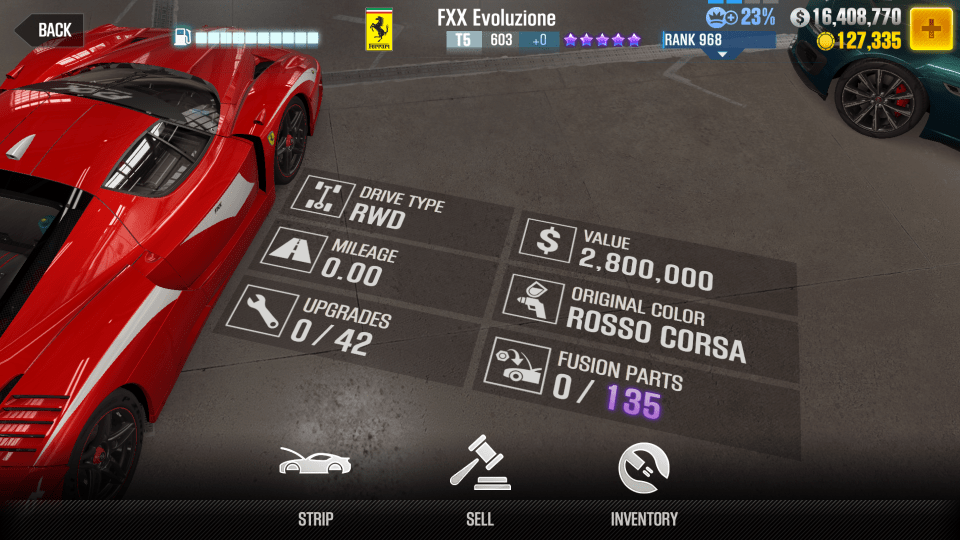 BACK
FXX Evoluzione
T5 603 +0
RANK 968
23%
16,408,770
127,335
Ferrari
DRIVE TYPE
RWD
MILEAGE
0.00
UPGRADES
0 / 42
VALUE
2,800,000
ORIGINAL COLOR
ROSSO CORSA
FUSION PARTS
0 / 135
STRIP
SELL
INVENTORY